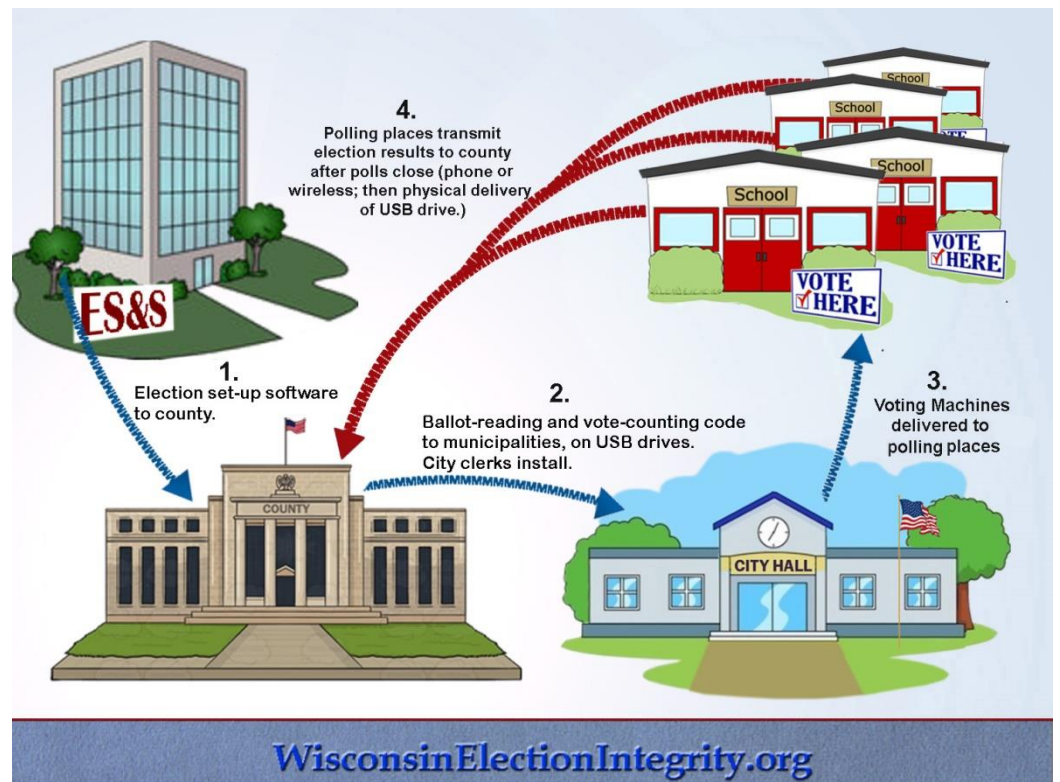 4.
Polling places transmit
election results to county
after polls close (phone or
wireless; then physical delivery
of USB drive.)
School
School
School
School
VOTE
HERE
VOTE
HERE
ES&S
1.
Election set-up software
to county.
2.
Ballot-reading and vote-counting code
to municipalities, on USB drives.
City clerks install.
3.
Voting Machines
delivered to
polling places
COUNTY
CITY HALL
WisconsinElectionIntegrity.org